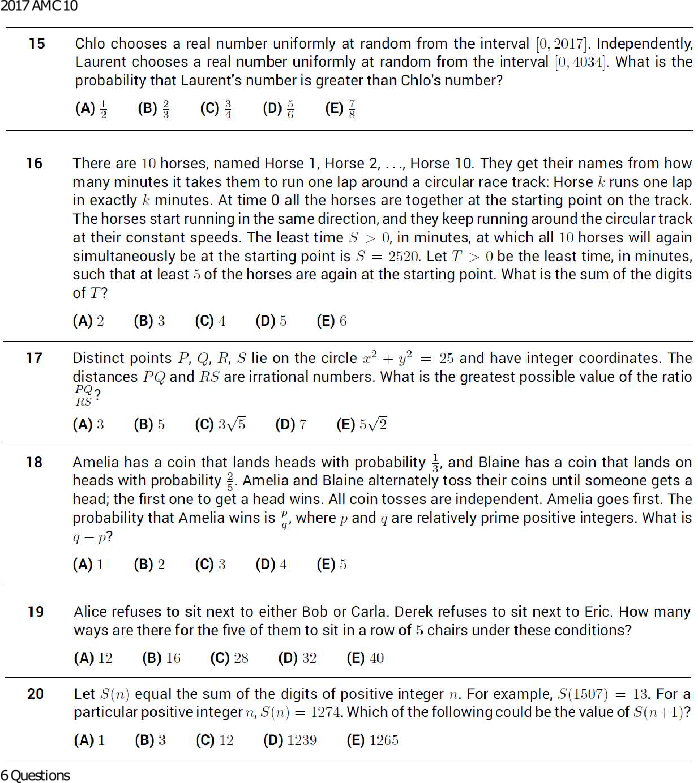 2017 AMC 10
15 Chlo chooses a real number uniformly at random from the interval [0, 2017]. Independently,
Laurent chooses a real number uniformly at random from the interval [0, 4034]. What is the
probability that Laurent's number is greater than Chlo's number?
(A) 1/2 (B) 2/3 (C) 3/4 (D) 5/6 (E) 7/8
16 There are 10 horses, named Horse 1, Horse 2, . . ., Horse 10. They get their names from how
many minutes it takes them to run one lap around a circular race track: Horse k runs one lap
in exactly k minutes. At time 0 all the horses are together at the starting point on the track.
The horses start running in the same direction, and they keep running around the circular track
at their constant speeds. The least time S > 0, in minutes, at which all 10 horses will again
simultaneously be at the starting point is S = 2520. Let T > 0 be the least time, in minutes,
such that at least 5 of the horses are again at the starting point. What is the sum of the digits
of T?
(A) 2 (B) 3 (C) 4 (D) 5 (E) 6
17 Distinct points P, Q, R, S lie on the circle x² + y² = 25 and have integer coordinates. The
distances PQ and RS are irrational numbers. What is the greatest possible value of the ratio
PQ/RS?
(A) 3 (B) 5 (C) 3√5 (D) 7 (E) 5√2
18 Amelia has a coin that lands heads with probability 1/3, and Blaine has a coin that lands on
heads with probability 2/5. Amelia and Blaine alternately toss their coins until someone gets a
head; the first one to get a head wins. All coin tosses are independent. Amelia goes first. The
probability that Amelia wins is p/q, where p and q are relatively prime positive integers. What is
q − p?
(A) 1 (B) 2 (C) 3 (D) 4 (E) 5
19 Alice refuses to sit next to either Bob or Carla. Derek refuses to sit next to Eric. How many
ways are there for the five of them to sit in a row of 5 chairs under these conditions?
(A) 12 (B) 16 (C) 28 (D) 32 (E) 40
20 Let S(n) equal the sum of the digits of positive integer n. For example, S(1507) = 13. For a
particular positive integer n, S(n) = 1274. Which of the following could be the value of S(n+1)?
(A) 1 (B) 3 (C) 12 (D) 1239 (E) 1265
6 Questions